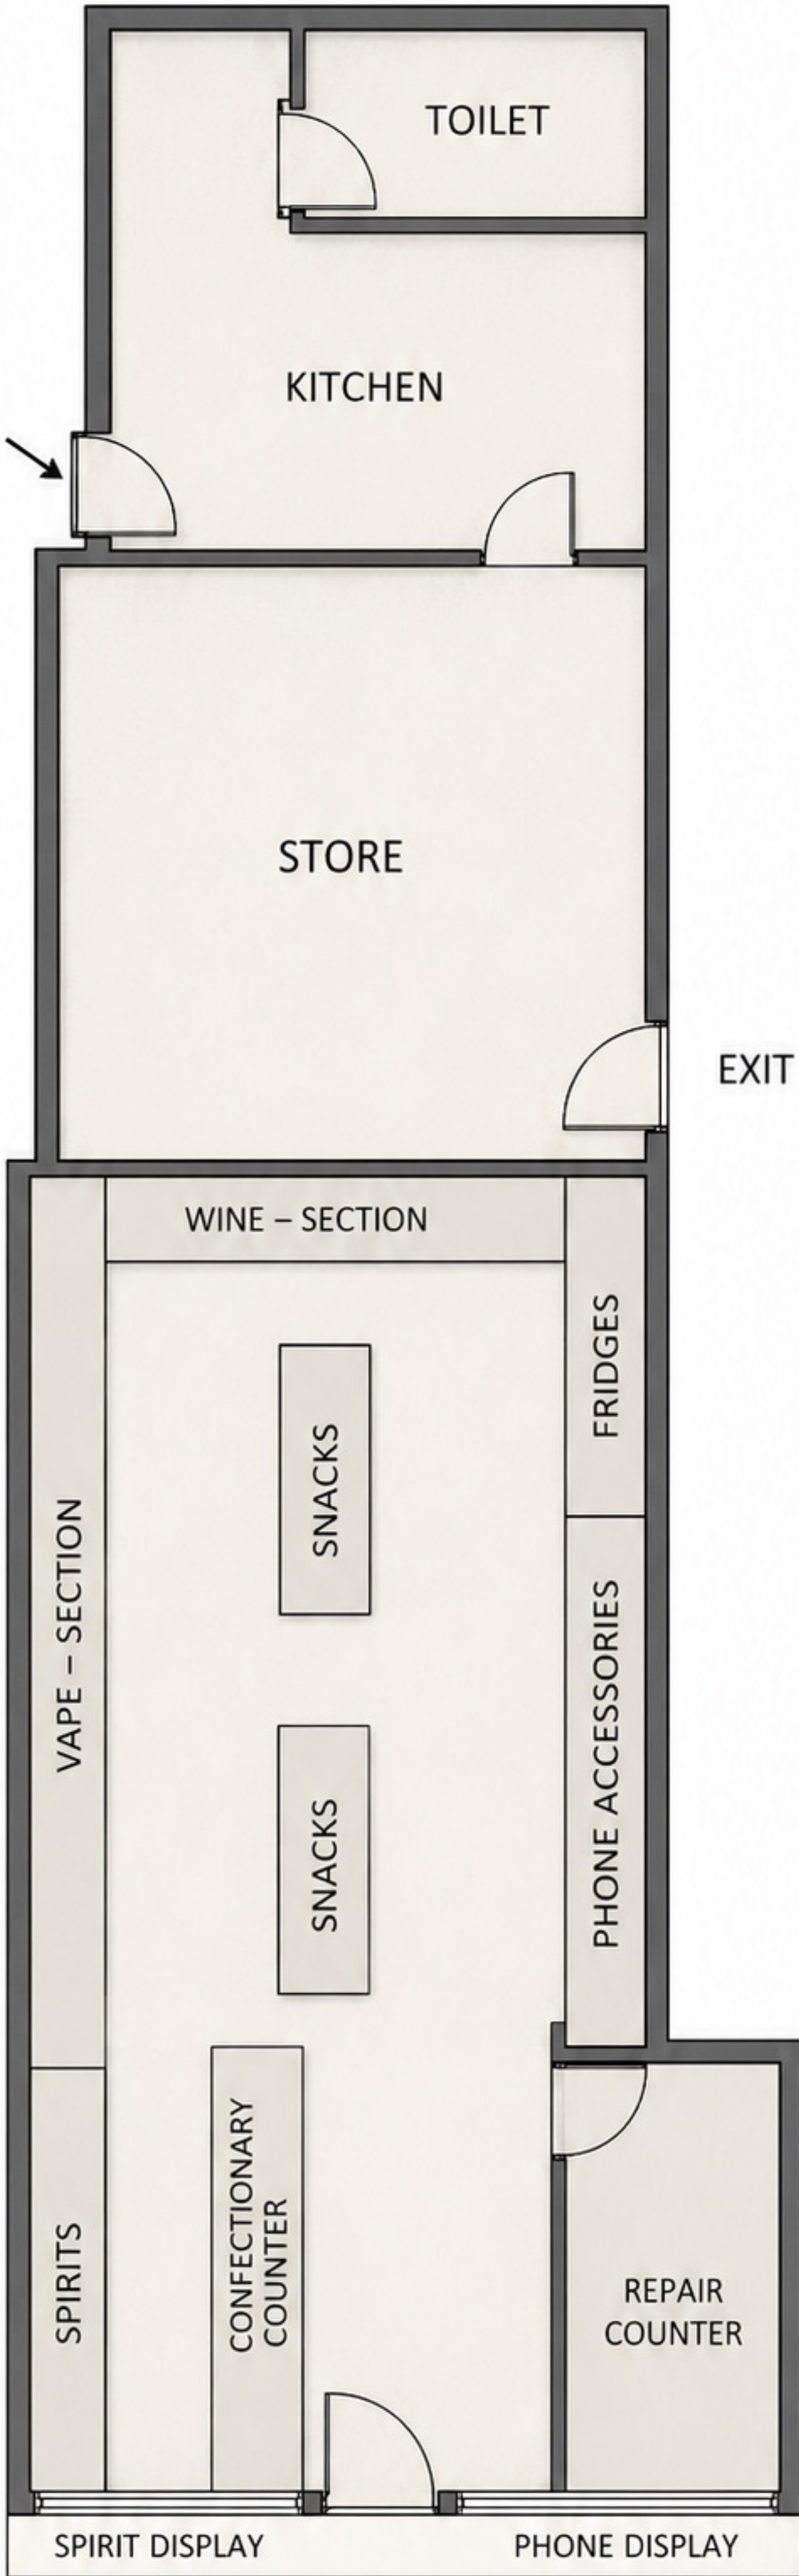 TOILET
KITCHEN
STORE
EXIT
WINE – SECTION
FRIDGES
SNACKS
VAPE – SECTION
PHONE ACCESSORIES
SNACKS
CONFECTIONARY
COUNTER
SPIRITS
REPAIR
COUNTER
SPIRIT DISPLAY
PHONE DISPLAY